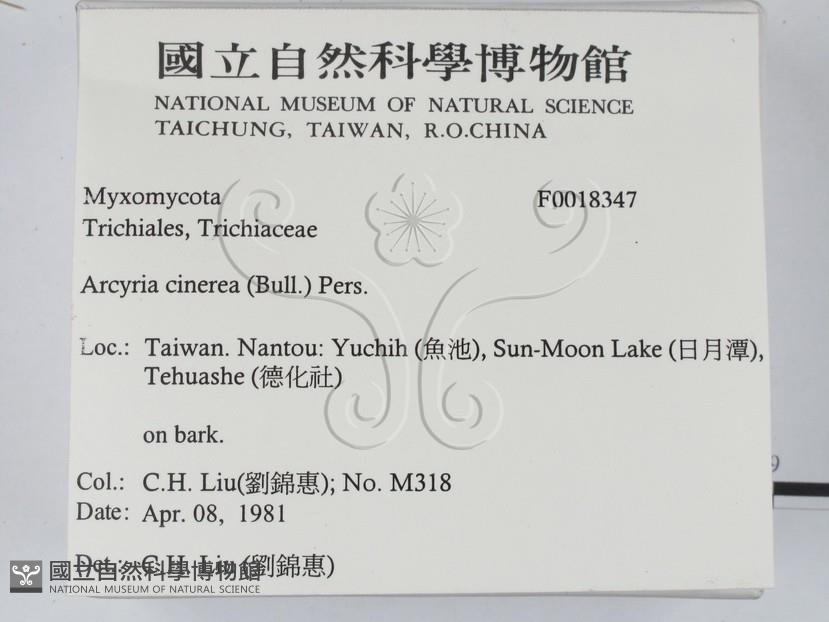 國立自然科學博物館
NATIONAL MUSEUM OF NATURAL SCIENCE
TAICHUNG, TAIWAN, R.O.CHINA
Myxomycota F0018347
Trichiales, Trichiaceae
Arcyria cinerea (Bull.) Pers.
Loc.: Taiwan. Nantou: Yuchih (魚池), Sun-Moon Lake (日月潭),
Tehuashe (德化社)
on bark.
Col.: C.H. Liu(劉錦惠); No. M318
Date: Apr. 08, 1981
Det.: C.H. Liu (劉錦惠)
國立自然科學博物館
NATIONAL MUSEUM OF NATURAL SCIENCE
9